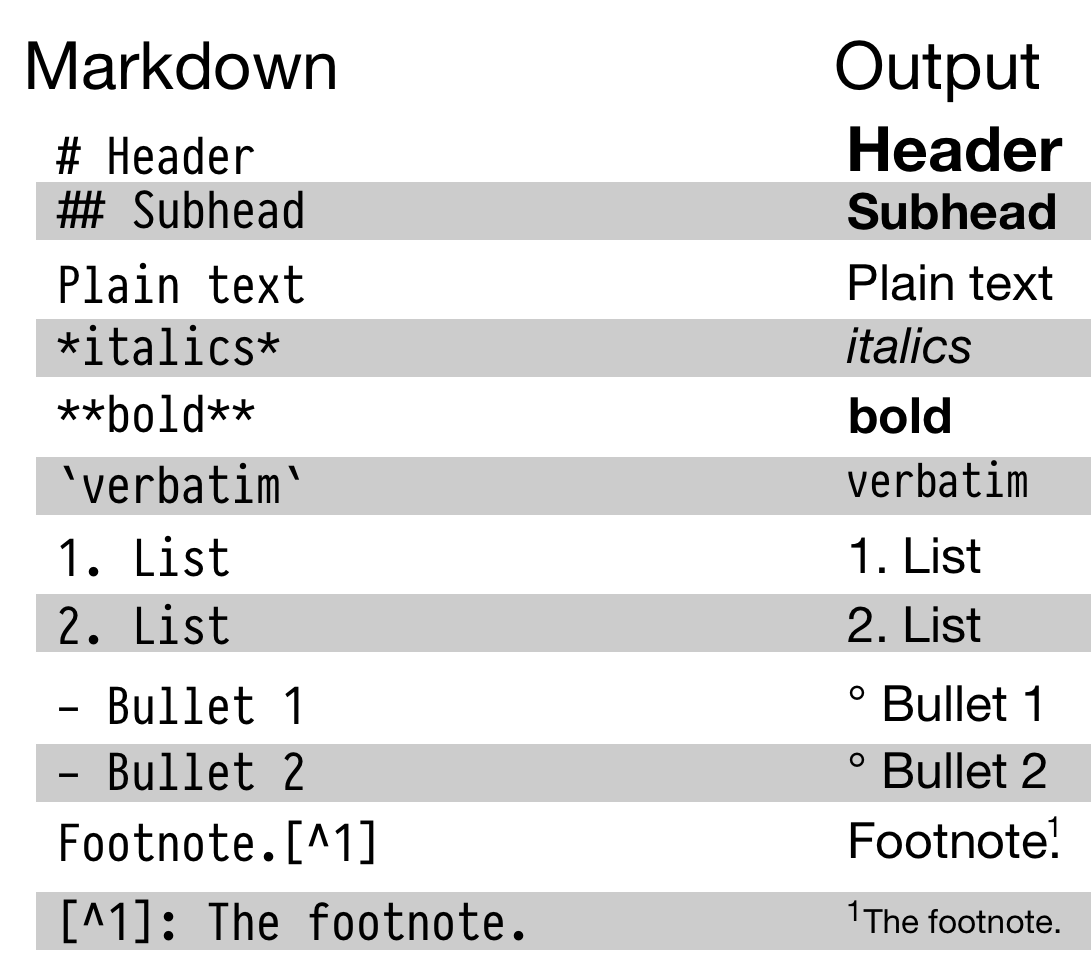 Markdown Output
# Header Header
## Subhead Subhead
Plain text Plain text
*italics* italics
**bold** bold
`verbatim` verbatim
1. List 1. List
2. List 2. List
– Bullet 1 ° Bullet 1
– Bullet 2 ° Bullet 2
Footnote.[^1] Footnote.¹
[^1]: The footnote. ¹The footnote.